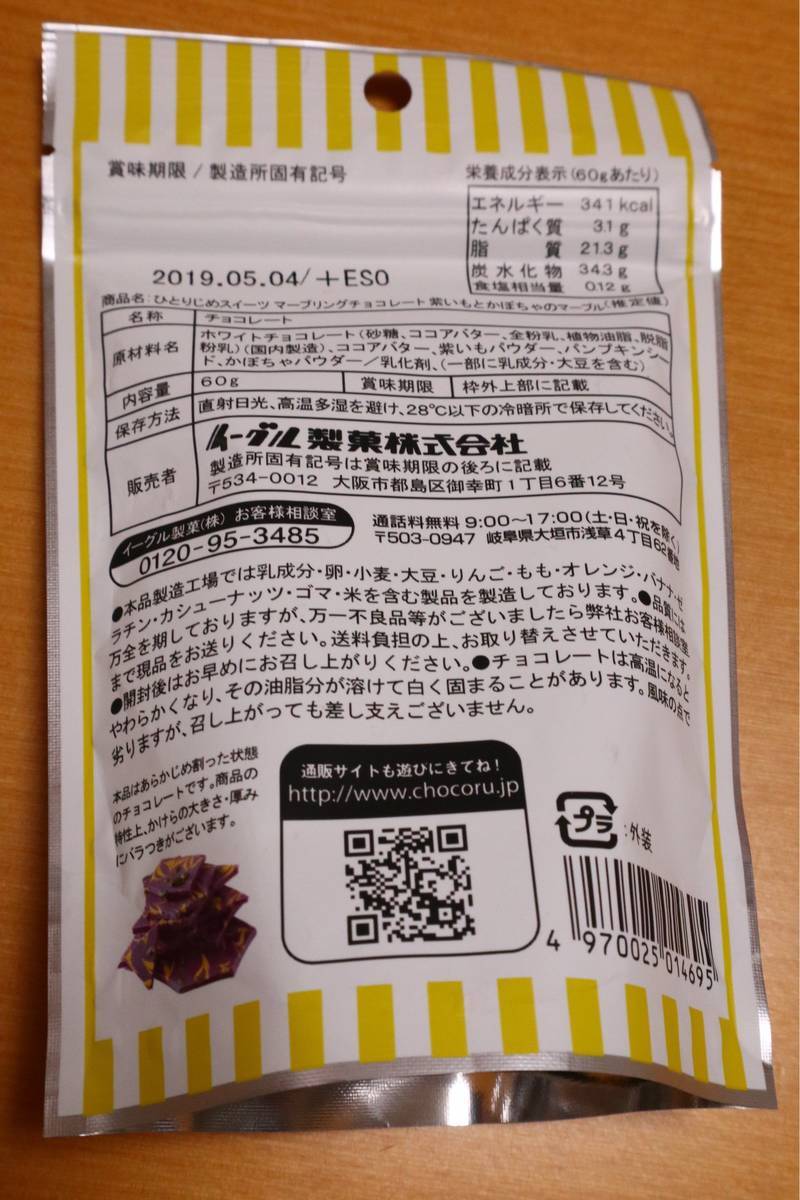 賞味期限/製造所固有記号
2019.05.04/+ESO
栄養成分表示(60gあたり)
エネルギー 341kcal
たんぱく質 3.1g
脂質 21.3g
炭水化物 34.3g
食塩相当量 0.12g
(推定値)
商品名:ひとりじめスイーツ マーブリングチョコレート 紫いもとかぼちゃのマーブル
名称 チョコレート
原材料名 ホワイトチョコレート(砂糖、ココアバター、全粉乳、植物油脂、脱脂
粉乳)(国内製造)、ココアバター、紫いもパウダー、パンプキンシー
ド、かぼちゃパウダー/乳化剤、(一部に乳成分・大豆を含む)
内容量 60g 賞味期限 枠外上部に記載
保存方法 直射日光、高温多湿を避け、28℃以下の冷暗所で保存してください。
販売者 イーグル製菓株式会社
製造所固有記号は賞味期限の後ろに記載
〒534-0012 大阪市都島区御幸町1丁目6番12号
イーグル製菓(株) お客様相談室
0120-95-3485
通話料無料 9:00〜17:00(土・日・祝を除く)
〒503-0947 岐阜県大垣市浅草4丁目62番地
●本品製造工場では乳成分・卵・小麦・大豆・りんご・もも・オレンジ・バナナ・ゼ
ラチン・カシューナッツ・ゴマ・米を含む製品を製造しております。●品質には
万全を期しておりますが、万一不良品等がございましたら弊社お客様相談室
まで現品をお送りください。送料負担の上、お取り替えさせていただきます。
●開封後はお早めにお召し上がりください。●チョコレートは高温になると
やわらかくなり、その油脂分が溶けて白く固まることがあります。風味の点で
劣りますが、召し上がっても差し支えございません。
本品はあらかじめ割った状態
のチョコレートです。商品の
特性上、かけらの大きさ・厚み
にバラつきがございます。
通販サイトも遊びにきてね!
http://www.chocoru.jp
プラ :外装
4 970025 014695